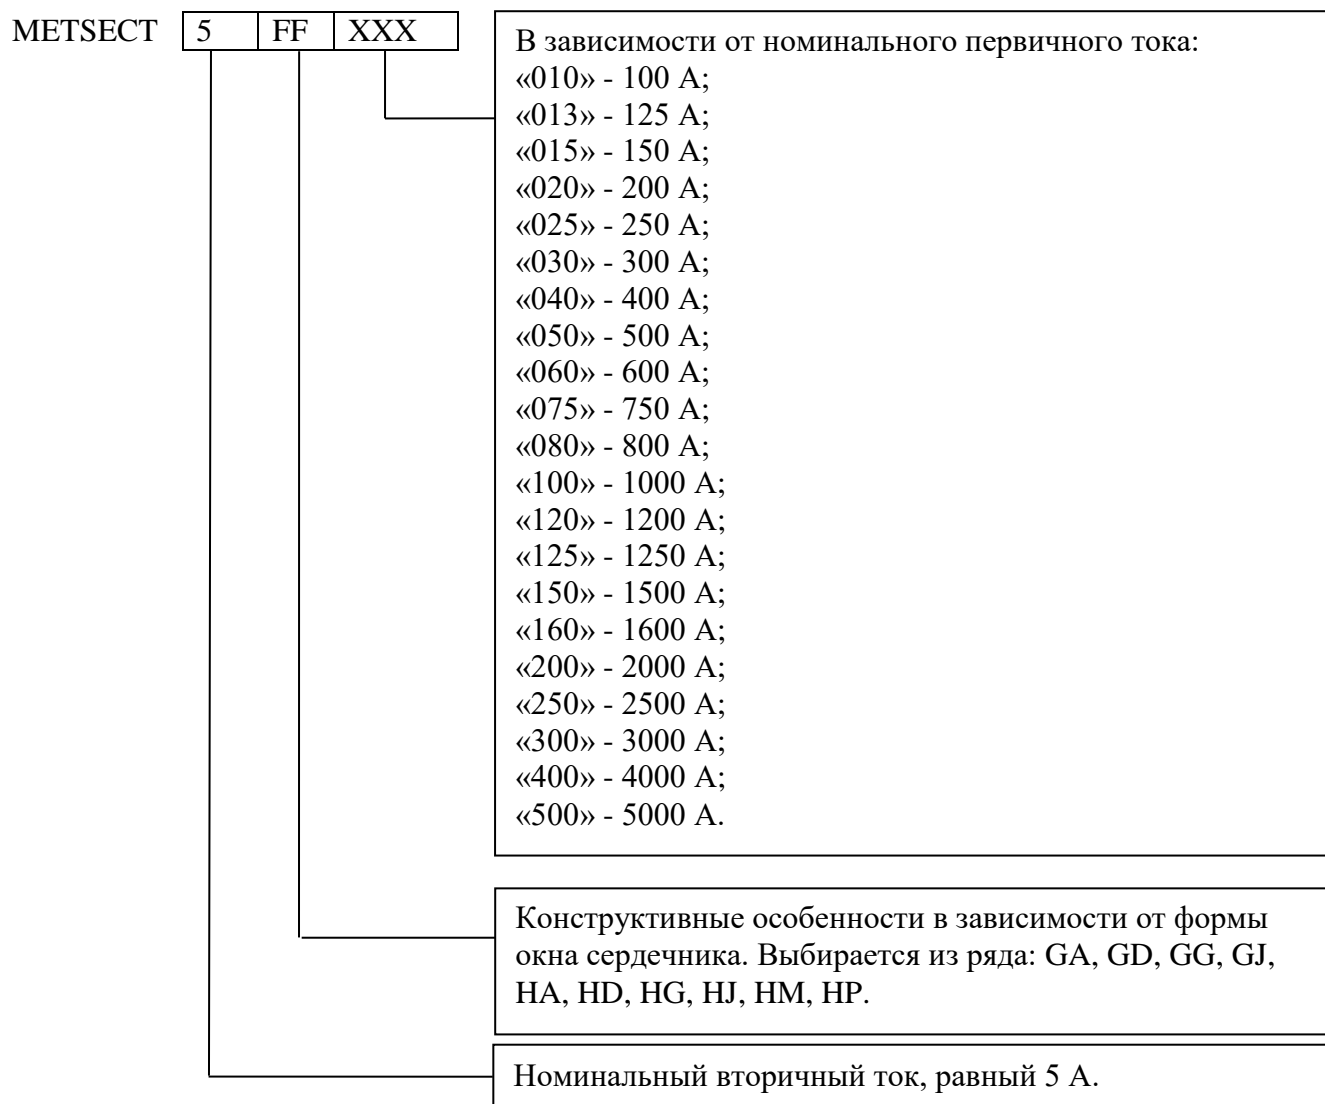 METSECT 5 FF XXX
В зависимости от номинального первичного тока:
«010» - 100 А;
«013» - 125 А;
«015» - 150 А;
«020» - 200 А;
«025» - 250 А;
«030» - 300 А;
«040» - 400 А;
«050» - 500 А;
«060» - 600 А;
«075» - 750 А;
«080» - 800 А;
«100» - 1000 А;
«120» - 1200 А;
«125» - 1250 А;
«150» - 1500 А;
«160» - 1600 А;
«200» - 2000 А;
«250» - 2500 А;
«300» - 3000 А;
«400» - 4000 А;
«500» - 5000 А.
Конструктивные особенности в зависимости от формы
окна сердечника. Выбирается из ряда: GA, GD, GG, GJ,
HA, HD, HG, HJ, HM, HP.
Номинальный вторичный ток, равный 5 А.